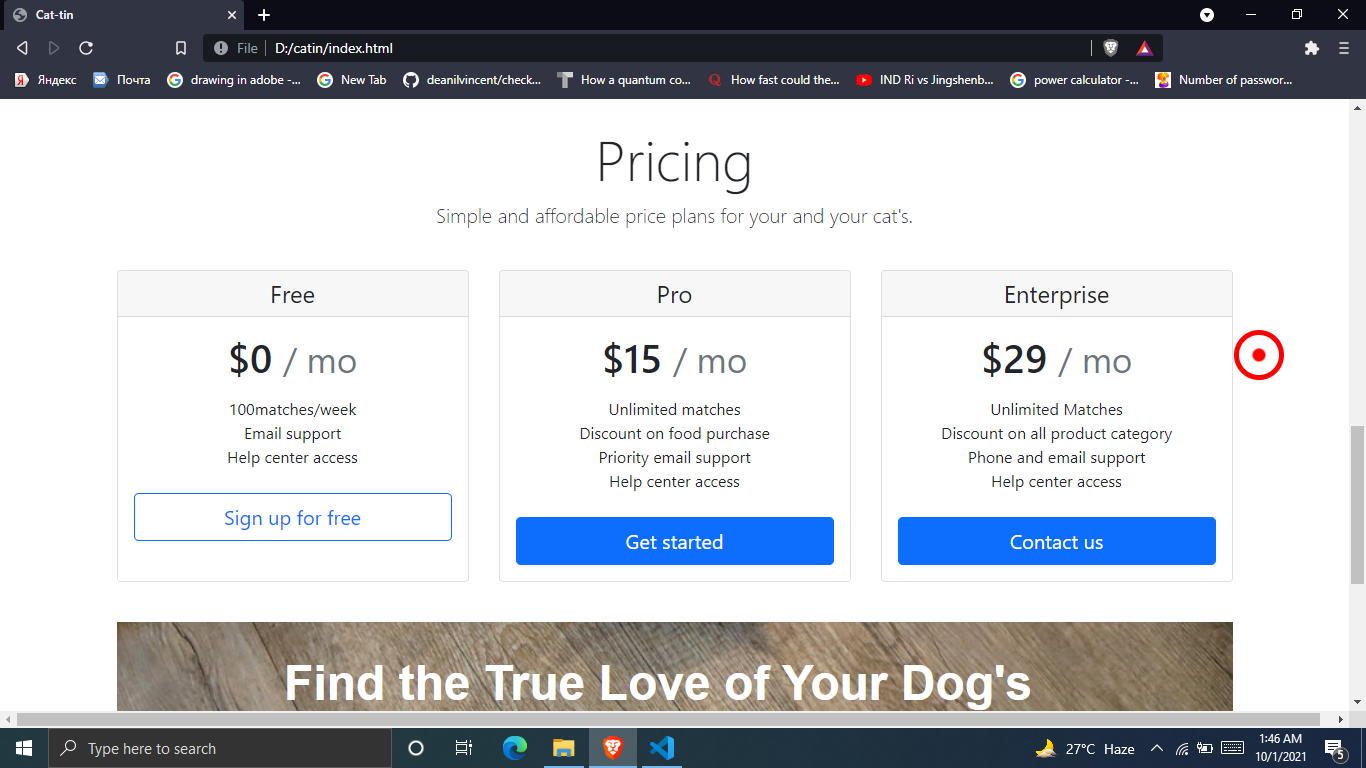 Cat-tin
File D:/catin/index.html
Яндекс Почта drawing in adobe -... New Tab deanilvincent/check... How a quantum co... How fast could the... IND Ri vs Jingshenb... power calculator -... Number of passwor...
Pricing
Simple and affordable price plans for your and your cat's.
Free
$0 / mo
100matches/week
Email support
Help center access
Sign up for free
Pro
$15 / mo
Unlimited matches
Discount on food purchase
Priority email support
Help center access
Get started
Enterprise
$29 / mo
Unlimited Matches
Discount on all product category
Phone and email support
Help center access
Contact us
Find the True Love of Your Dog's
Type here to search
27°C Haze
1:46 AM
10/1/2021
5